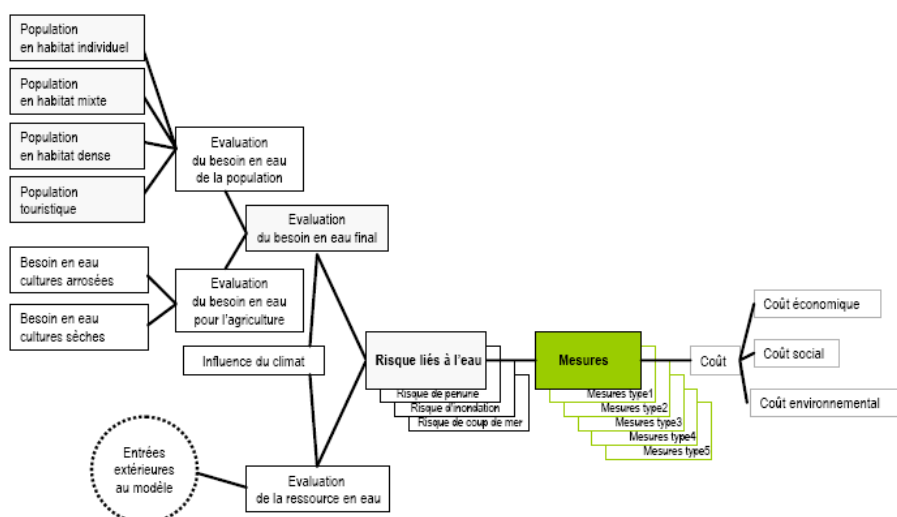 Population
en habitat individuel
Population
en habitat mixte
Population
en habitat dense
Population
touristique
Evaluation
du besoin en eau
de la population
Evaluation
du besoin en eau final
Besoin en eau
cultures arrosées
Besoin en eau
cultures sèches
Evaluation
du besoin en eau
pour l'agriculture
Influence du climat
Risque liés à l'eau
Risque de penurie
Risque d'inondation
Risque de coup de mer
Mesures
Mesures type1
Mesures type2
Mesures type3
Mesures type4
Mesures type5
Coût
Coût économique
Coût social
Coût environnemental
Entrées
extérieures
au modèle
Evaluation
de la ressource en eau